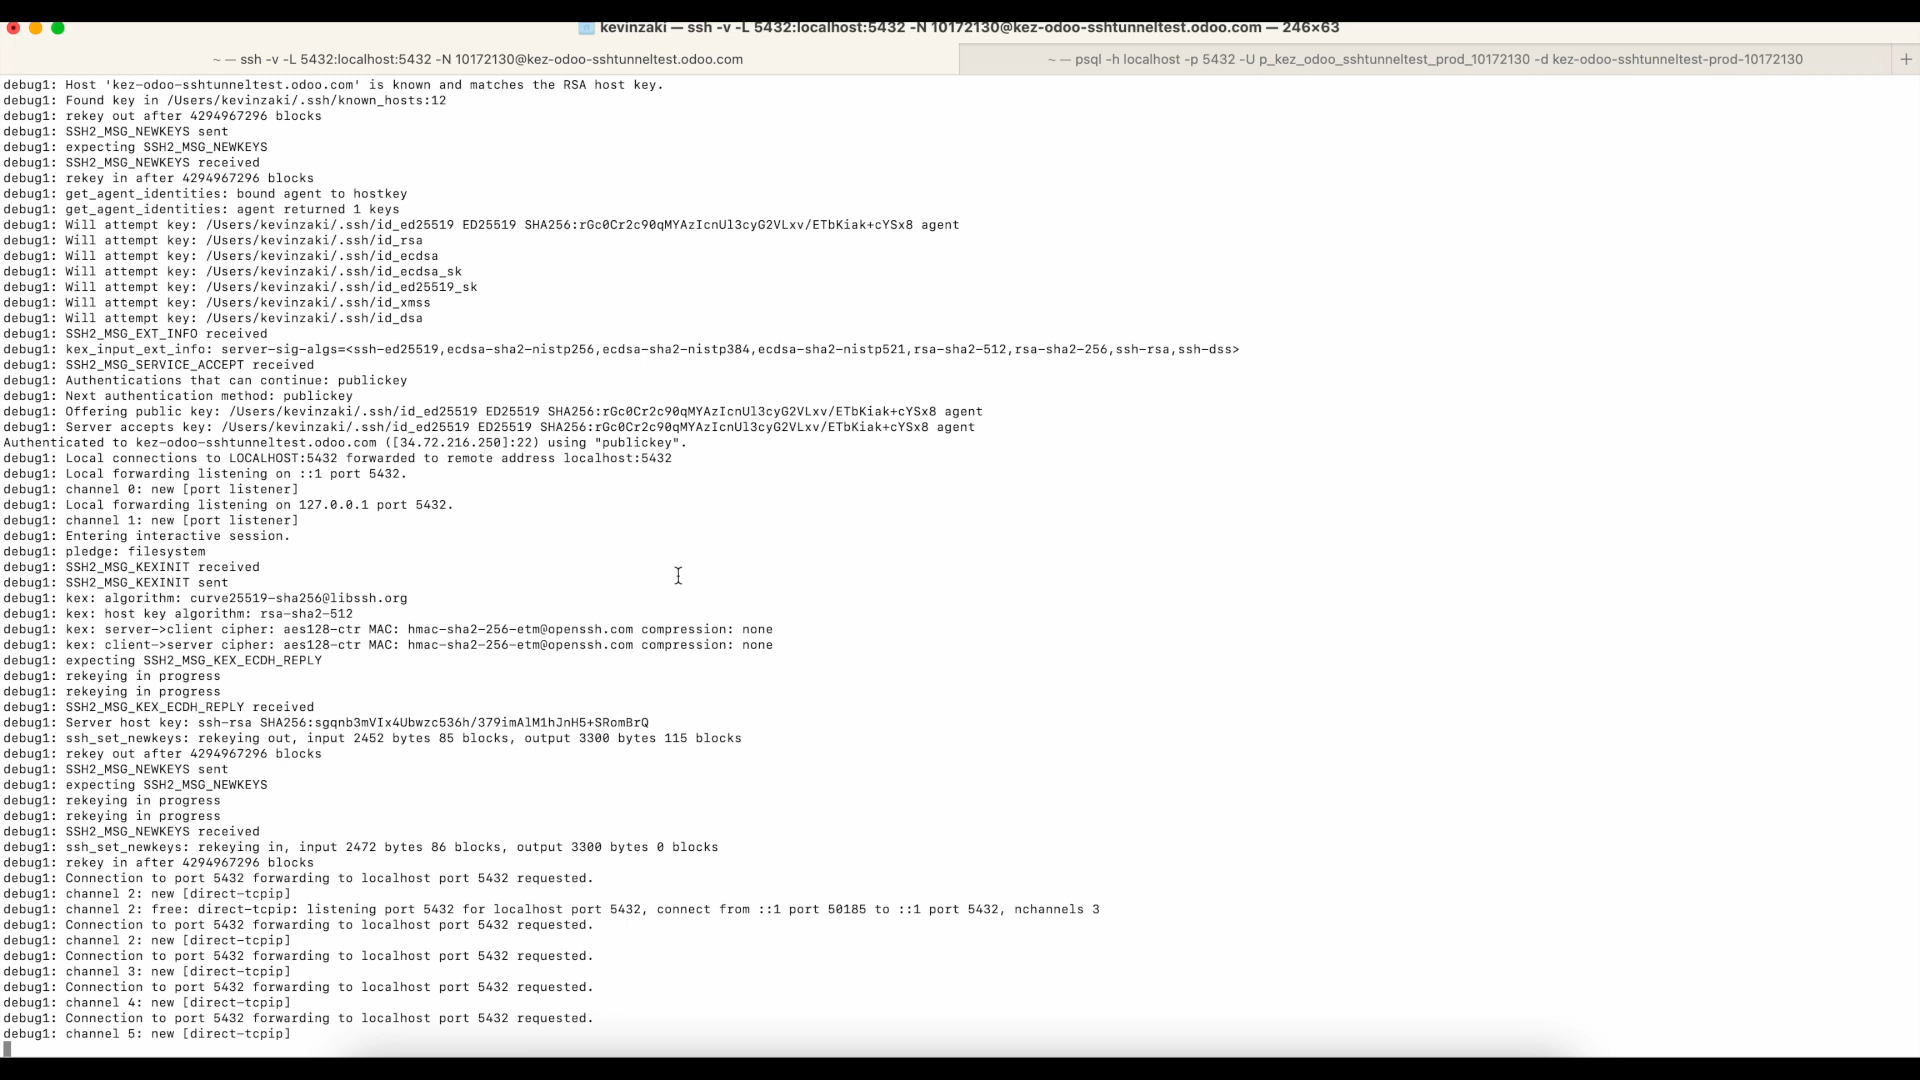 kevinzaki — ssh -v -L 5432:localhost:5432 -N 10172130@kez-odoo-sshtunneltest.odoo.com — 246×63
~ — ssh -v -L 5432:localhost:5432 -N 10172130@kez-odoo-sshtunneltest.odoo.com
~ — psql -h localhost -p 5432 -U p_kez_odoo_sshtunneltest_prod_10172130 -d kez-odoo-sshtunneltest-prod-10172130
+
debug1: Host 'kez-odoo-sshtunneltest.odoo.com' is known and matches the RSA host key.
debug1: Found key in /Users/kevinzaki/.ssh/known_hosts:12
debug1: rekey out after 4294967296 blocks
debug1: SSH2_MSG_NEWKEYS sent
debug1: expecting SSH2_MSG_NEWKEYS
debug1: SSH2_MSG_NEWKEYS received
debug1: rekey in after 4294967296 blocks
debug1: get_agent_identities: bound agent to hostkey
debug1: get_agent_identities: agent returned 1 keys
debug1: Will attempt key: /Users/kevinzaki/.ssh/id_ed25519 ED25519 SHA256:rGc0Cr2c90qMYAzIcnUl3cyG2VLxv/ETbKiak+cYSx8 agent
debug1: Will attempt key: /Users/kevinzaki/.ssh/id_rsa
debug1: Will attempt key: /Users/kevinzaki/.ssh/id_ecdsa
debug1: Will attempt key: /Users/kevinzaki/.ssh/id_ecdsa_sk
debug1: Will attempt key: /Users/kevinzaki/.ssh/id_ed25519_sk
debug1: Will attempt key: /Users/kevinzaki/.ssh/id_xmss
debug1: Will attempt key: /Users/kevinzaki/.ssh/id_dsa
debug1: SSH2_MSG_EXT_INFO received
debug1: kex_input_ext_info: server-sig-algs=<ssh-ed25519,ecdsa-sha2-nistp256,ecdsa-sha2-nistp384,ecdsa-sha2-nistp521,rsa-sha2-512,rsa-sha2-256,ssh-rsa,ssh-dss>
debug1: SSH2_MSG_SERVICE_ACCEPT received
debug1: Authentications that can continue: publickey
debug1: Next authentication method: publickey
debug1: Offering public key: /Users/kevinzaki/.ssh/id_ed25519 ED25519 SHA256:rGc0Cr2c90qMYAzIcnUl3cyG2VLxv/ETbKiak+cYSx8 agent
debug1: Server accepts key: /Users/kevinzaki/.ssh/id_ed25519 ED25519 SHA256:rGc0Cr2c90qMYAzIcnUl3cyG2VLxv/ETbKiak+cYSx8 agent
Authenticated to kez-odoo-sshtunneltest.odoo.com ([34.72.216.250]:22) using "publickey".
debug1: Local connections to LOCALHOST:5432 forwarded to remote address localhost:5432
debug1: Local forwarding listening on ::1 port 5432.
debug1: channel 0: new [port listener]
debug1: Local forwarding listening on 127.0.0.1 port 5432.
debug1: channel 1: new [port listener]
debug1: Entering interactive session.
debug1: pledge: filesystem
debug1: SSH2_MSG_KEXINIT received
debug1: SSH2_MSG_KEXINIT sent
debug1: kex: algorithm: curve25519-sha256@libssh.org
debug1: kex: host key algorithm: rsa-sha2-512
debug1: kex: server->client cipher: aes128-ctr MAC: hmac-sha2-256-etm@openssh.com compression: none
debug1: kex: client->server cipher: aes128-ctr MAC: hmac-sha2-256-etm@openssh.com compression: none
debug1: expecting SSH2_MSG_KEX_ECDH_REPLY
debug1: rekeying in progress
debug1: rekeying in progress
debug1: SSH2_MSG_KEX_ECDH_REPLY received
debug1: Server host key: ssh-rsa SHA256:sgqnb3mVIx4Ubwzc536h/379imAlM1hJnH5+SRomBrQ
debug1: ssh_set_newkeys: rekeying out, input 2452 bytes 85 blocks, output 3300 bytes 115 blocks
debug1: rekey out after 4294967296 blocks
debug1: SSH2_MSG_NEWKEYS sent
debug1: expecting SSH2_MSG_NEWKEYS
debug1: rekeying in progress
debug1: rekeying in progress
debug1: SSH2_MSG_NEWKEYS received
debug1: ssh_set_newkeys: rekeying in, input 2472 bytes 86 blocks, output 3300 bytes 0 blocks
debug1: rekey in after 4294967296 blocks
debug1: Connection to port 5432 forwarding to localhost port 5432 requested.
debug1: channel 2: new [direct-tcpip]
debug1: channel 2: free: direct-tcpip: listening port 5432 for localhost port 5432, connect from ::1 port 50185 to ::1 port 5432, nchannels 3
debug1: Connection to port 5432 forwarding to localhost port 5432 requested.
debug1: channel 2: new [direct-tcpip]
debug1: Connection to port 5432 forwarding to localhost port 5432 requested.
debug1: channel 3: new [direct-tcpip]
debug1: Connection to port 5432 forwarding to localhost port 5432 requested.
debug1: channel 4: new [direct-tcpip]
debug1: Connection to port 5432 forwarding to localhost port 5432 requested.
debug1: channel 5: new [direct-tcpip]